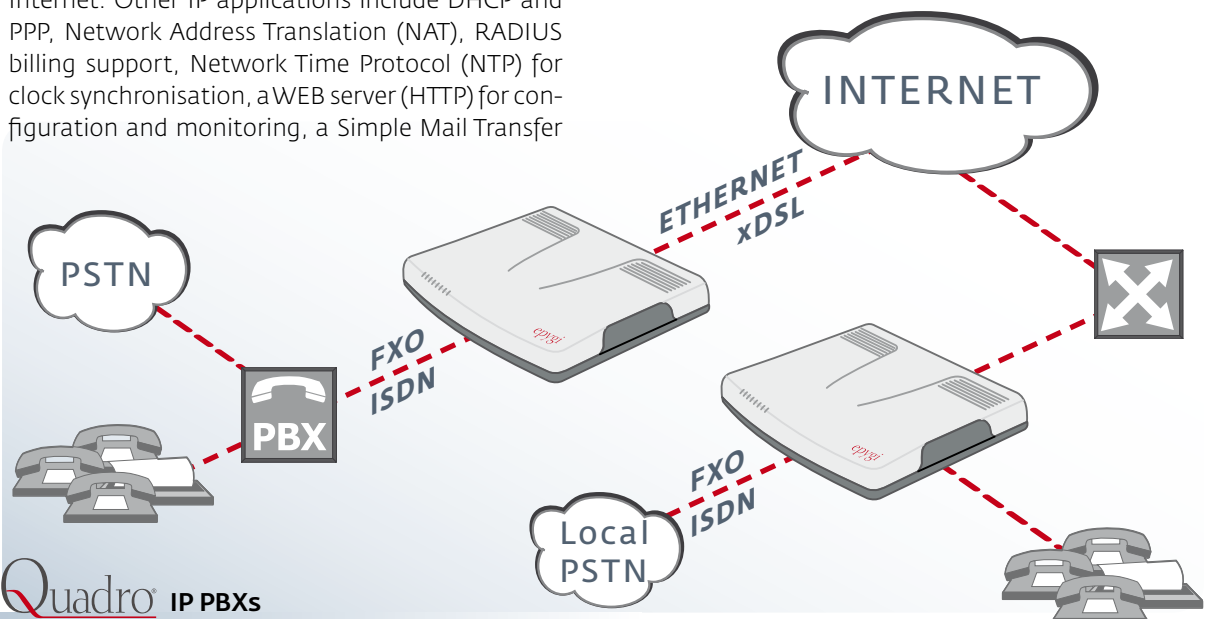 Internet. Other IP applications include DHCP and
PPP, Network Address Translation (NAT), RADIUS
billing support, Network Time Protocol (NTP) for
clock synchronisation, a WEB server (HTTP) for con-
figuration and monitoring, a Simple Mail Transfer
INTERNET
ETHERNET
xDSL
PSTN
epygi
FXO
ISDN
PBX
epygi
FXO
ISDN
Local
PSTN
Quadro® IP PBXs